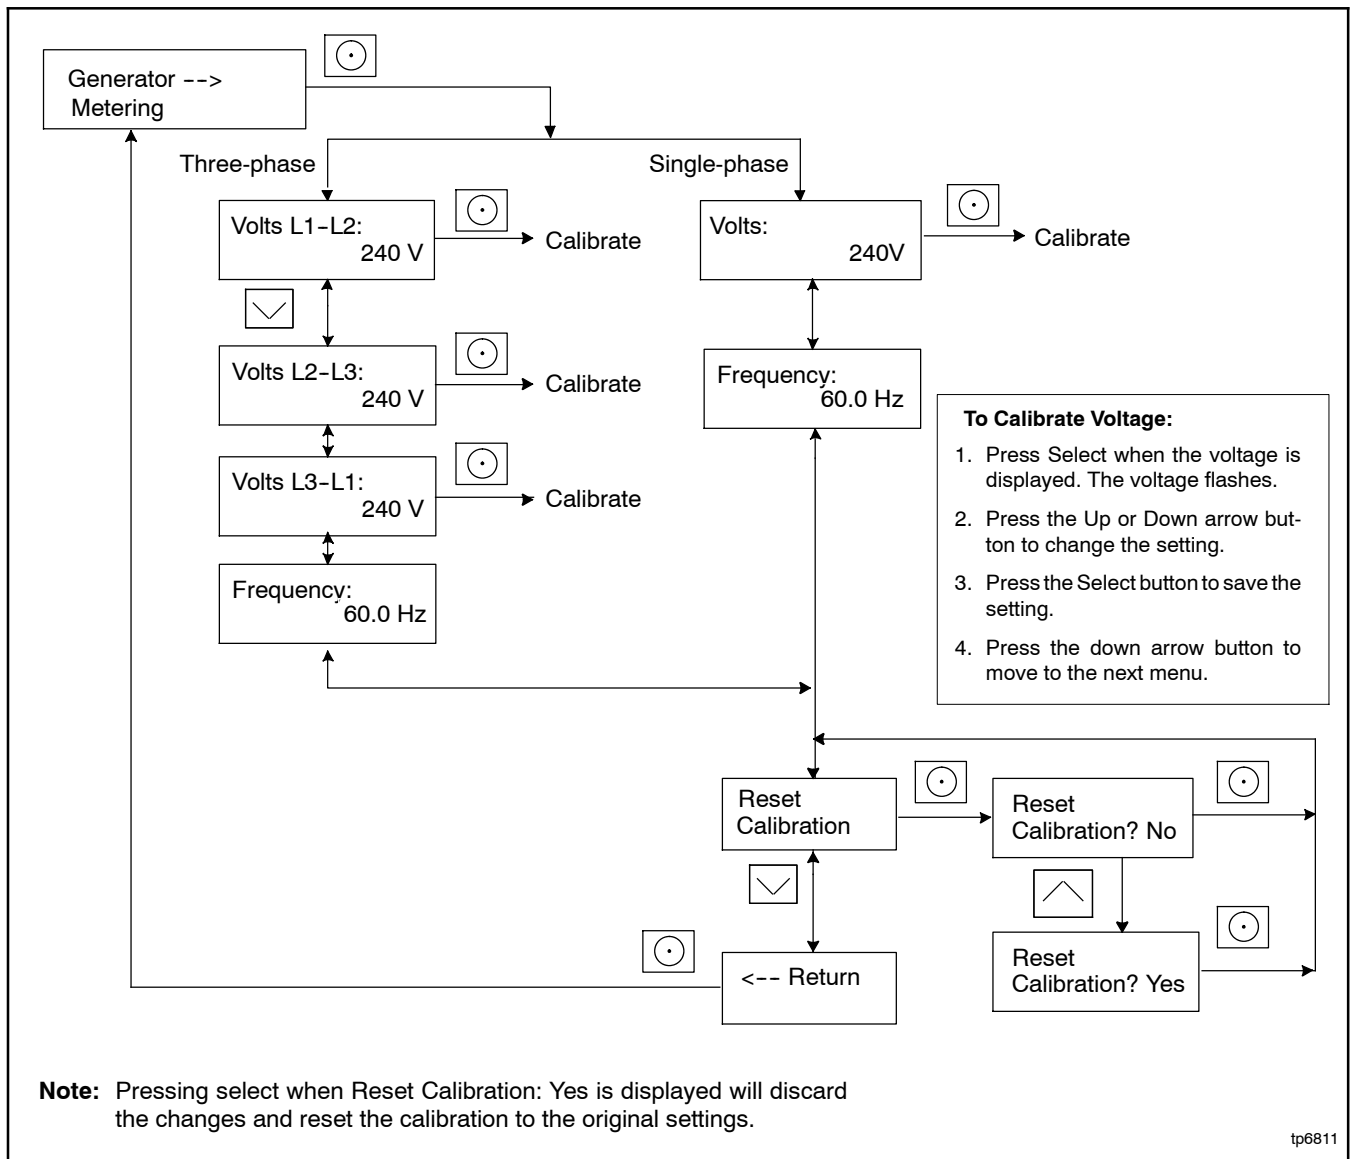 Generator -->
Metering
Three-phase
Single-phase
Volts L1-L2:
240 V
Calibrate
Volts:
240V
Calibrate
Volts L2-L3:
240 V
Calibrate
Frequency:
60.0 Hz
Volts L3-L1:
240 V
Calibrate
Frequency:
60.0 Hz
To Calibrate Voltage:
1. Press Select when the voltage is
displayed. The voltage flashes.
2. Press the Up or Down arrow but-
ton to change the setting.
3. Press the Select button to save the
setting.
4. Press the down arrow button to
move to the next menu.
Reset
Calibration
Reset
Calibration? No
Reset
Calibration? Yes
<-- Return
Note: Pressing select when Reset Calibration: Yes is displayed will discard
the changes and reset the calibration to the original settings.
tp6811